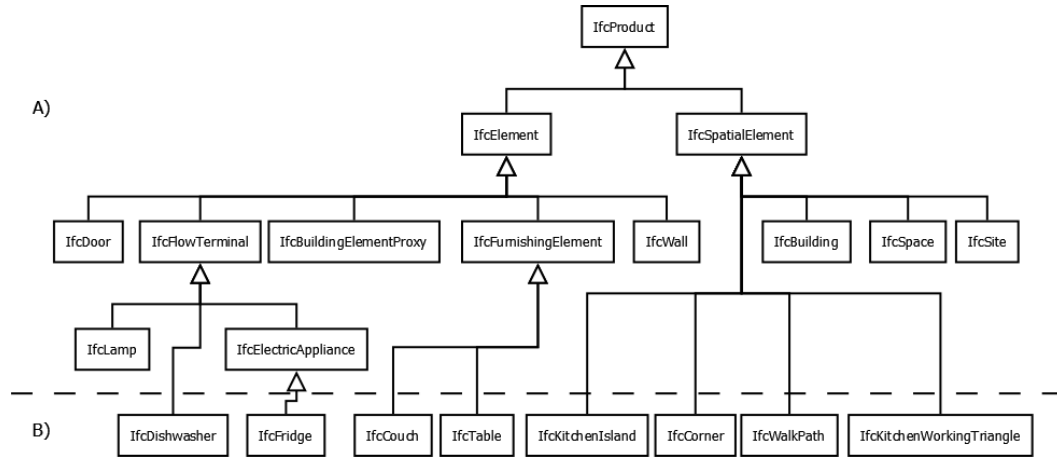 IfcProduct
A)
IfcElement
IfcSpatialElement
IfcDoor
IfcFlowTerminal
IfcBuildingElementProxy
IfcFurnishingElement
IfcWall
IfcBuilding
IfcSpace
IfcSite
IfcLamp
IfcElectricAppliance
B)
IfcDishwasher
IfcFridge
IfcCouch
IfcTable
IfcKitchenIsland
IfcCorner
IfcWalkPath
IfcKitchenWorkingTriangle